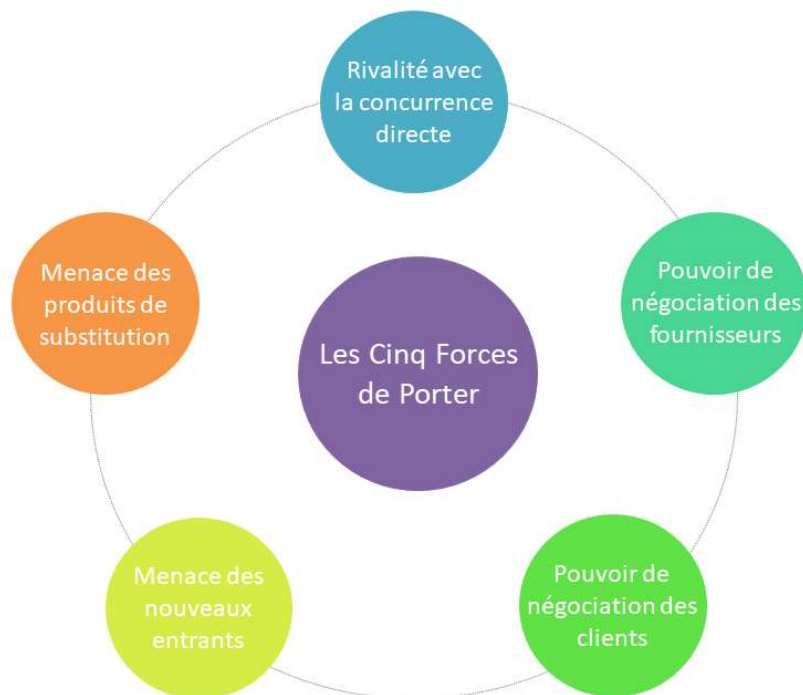 Rivalité avec
la concurrence
directe
Pouvoir de
négociation des
fournisseurs
Pouvoir de
négociation des
clients
Menace des
nouveaux
entrants
Menace des
produits de
substitution
Les Cinq Forces
de Porter